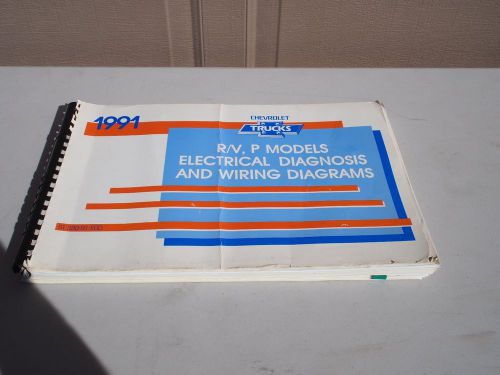 1991
CHEVROLET
TRUCKS
R/V, P MODELS
ELECTRICAL DIAGNOSIS
AND WIRING DIAGRAMS